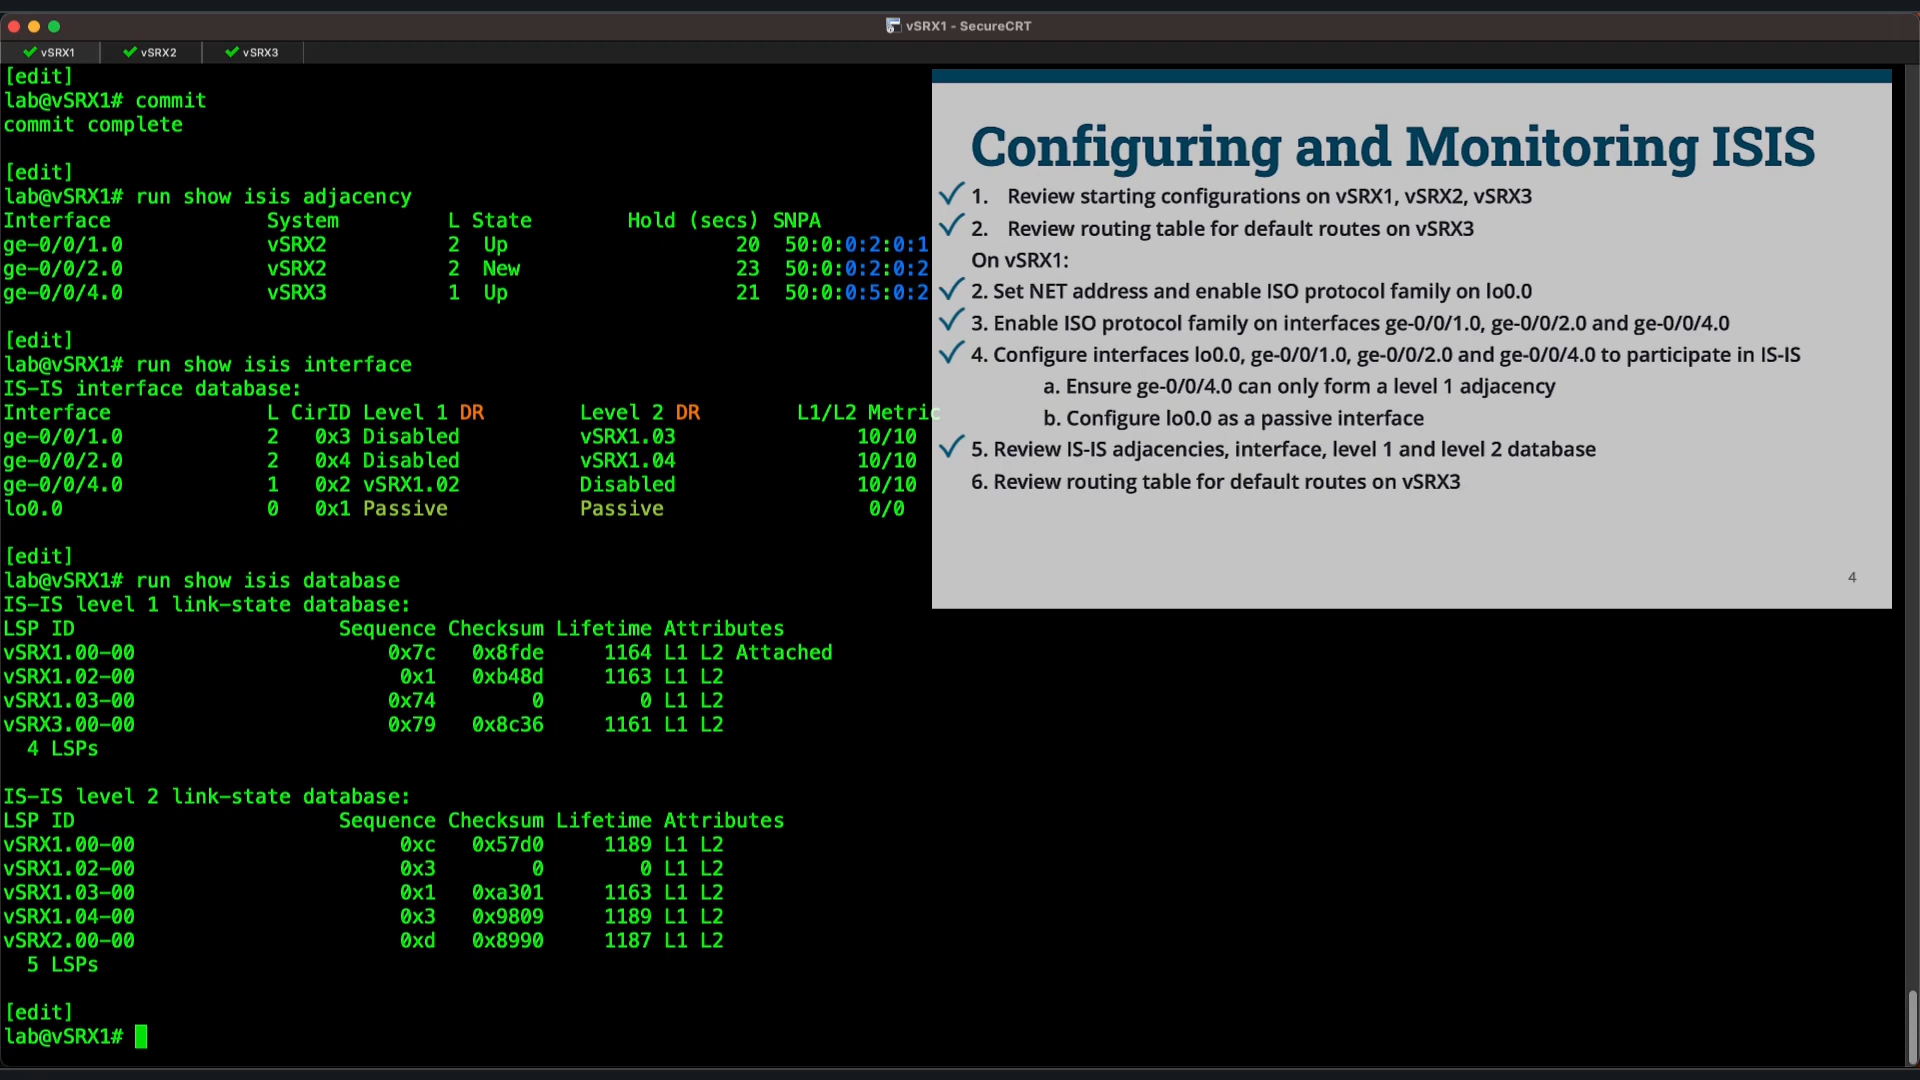 vSRX1 - SecureCRT
vSRX1 vSRX2 vSRX3
[edit]
lab@vSRX1# commit
commit complete
[edit]
lab@vSRX1# run show isis adjacency
Interface System L State Hold (secs) SNPA
ge-0/0/1.0 vSRX2 2 Up 20 50:0:0:2:0:1
ge-0/0/2.0 vSRX2 2 New 23 50:0:0:2:0:2
ge-0/0/4.0 vSRX3 1 Up 21 50:0:0:5:0:2
[edit]
lab@vSRX1# run show isis interface
IS-IS interface database:
Interface L CirID Level 1 DR Level 2 DR L1/L2 Metric
ge-0/0/1.0 2 0x3 Disabled vSRX1.03 10/10
ge-0/0/2.0 2 0x4 Disabled vSRX1.04 10/10
ge-0/0/4.0 1 0x2 vSRX1.02 Disabled 10/10
lo0.0 0 0x1 Passive Passive 0/0
[edit]
lab@vSRX1# run show isis database
IS-IS level 1 link-state database:
LSP ID Sequence Checksum Lifetime Attributes
vSRX1.00-00 0x7c 0x8fde 1164 L1 L2 Attached
vSRX1.02-00 0x1 0xb48d 1163 L1 L2
vSRX1.03-00 0x74 0 0 L1 L2
vSRX3.00-00 0x79 0x8c36 1161 L1 L2
4 LSPs
IS-IS level 2 link-state database:
LSP ID Sequence Checksum Lifetime Attributes
vSRX1.00-00 0xc 0x57d0 1189 L1 L2
vSRX1.02-00 0x3 0 0 L1 L2
vSRX1.03-00 0x1 0xa301 1163 L1 L2
vSRX1.04-00 0x3 0x9809 1189 L1 L2
vSRX2.00-00 0xd 0x8990 1187 L1 L2
5 LSPs
[edit]
lab@vSRX1#
Configuring and Monitoring ISIS
1. Review starting configurations on vSRX1, vSRX2, vSRX3
2. Review routing table for default routes on vSRX3
On vSRX1:
2. Set NET address and enable ISO protocol family on lo0.0
3. Enable ISO protocol family on interfaces ge-0/0/1.0, ge-0/0/2.0 and ge-0/0/4.0
4. Configure interfaces lo0.0, ge-0/0/1.0, ge-0/0/2.0 and ge-0/0/4.0 to participate in IS-IS
a. Ensure ge-0/0/4.0 can only form a level 1 adjacency
b. Configure lo0.0 as a passive interface
5. Review IS-IS adjacencies, interface, level 1 and level 2 database
6. Review routing table for default routes on vSRX3
4